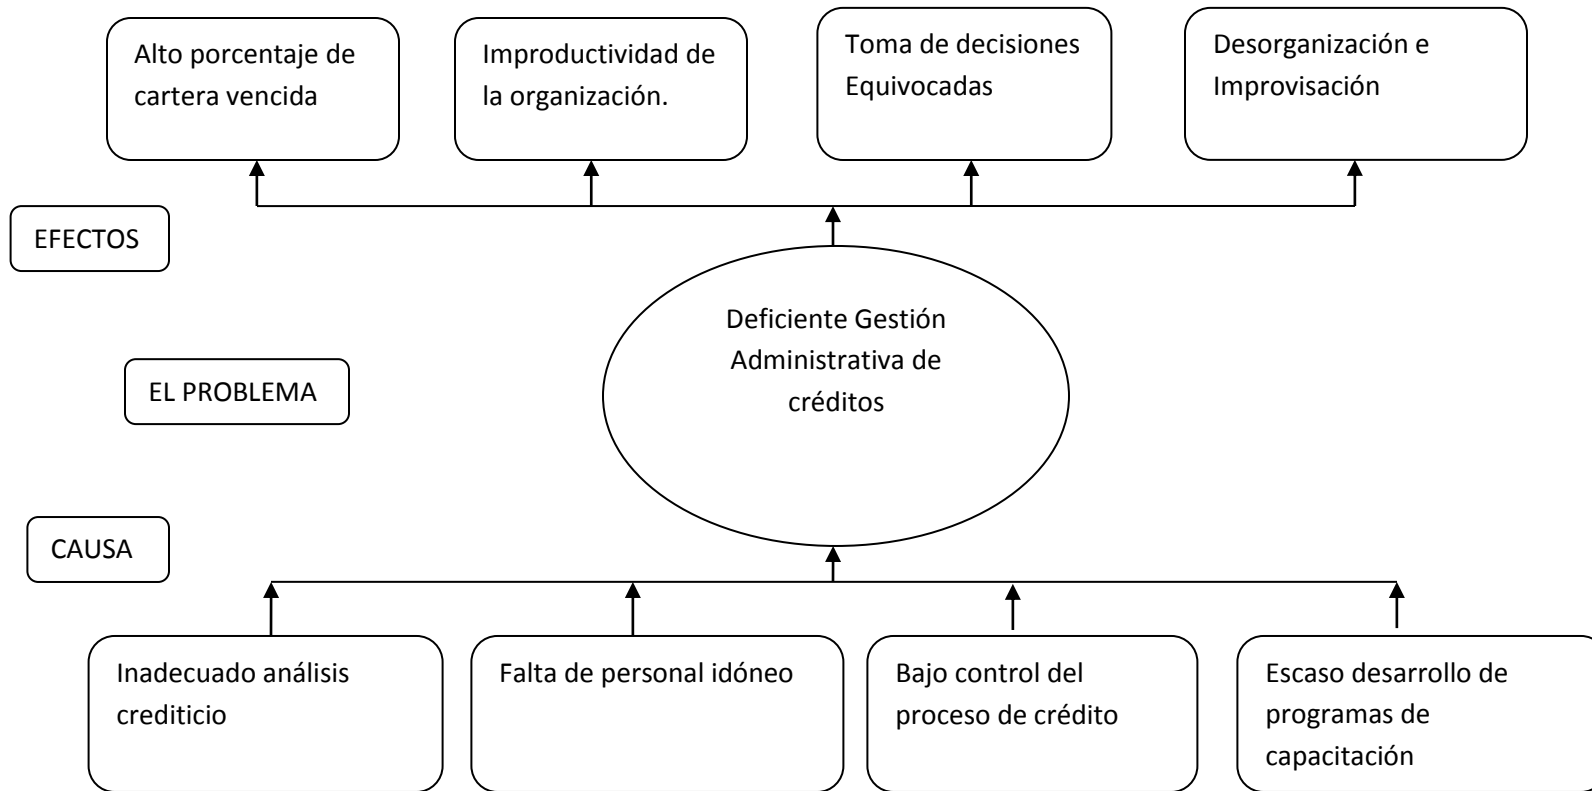 Alto porcentaje de
cartera vencida
Improductividad de
la organización.
Toma de decisiones
Equivocadas
Desorganización e
Improvisación
EFECTOS
Deficiente Gestión
Administrativa de
créditos
EL PROBLEMA
CAUSA
Inadecuado análisis
crediticio
Falta de personal idóneo
Bajo control del
proceso de crédito
Escaso desarrollo de
programas de
capacitación